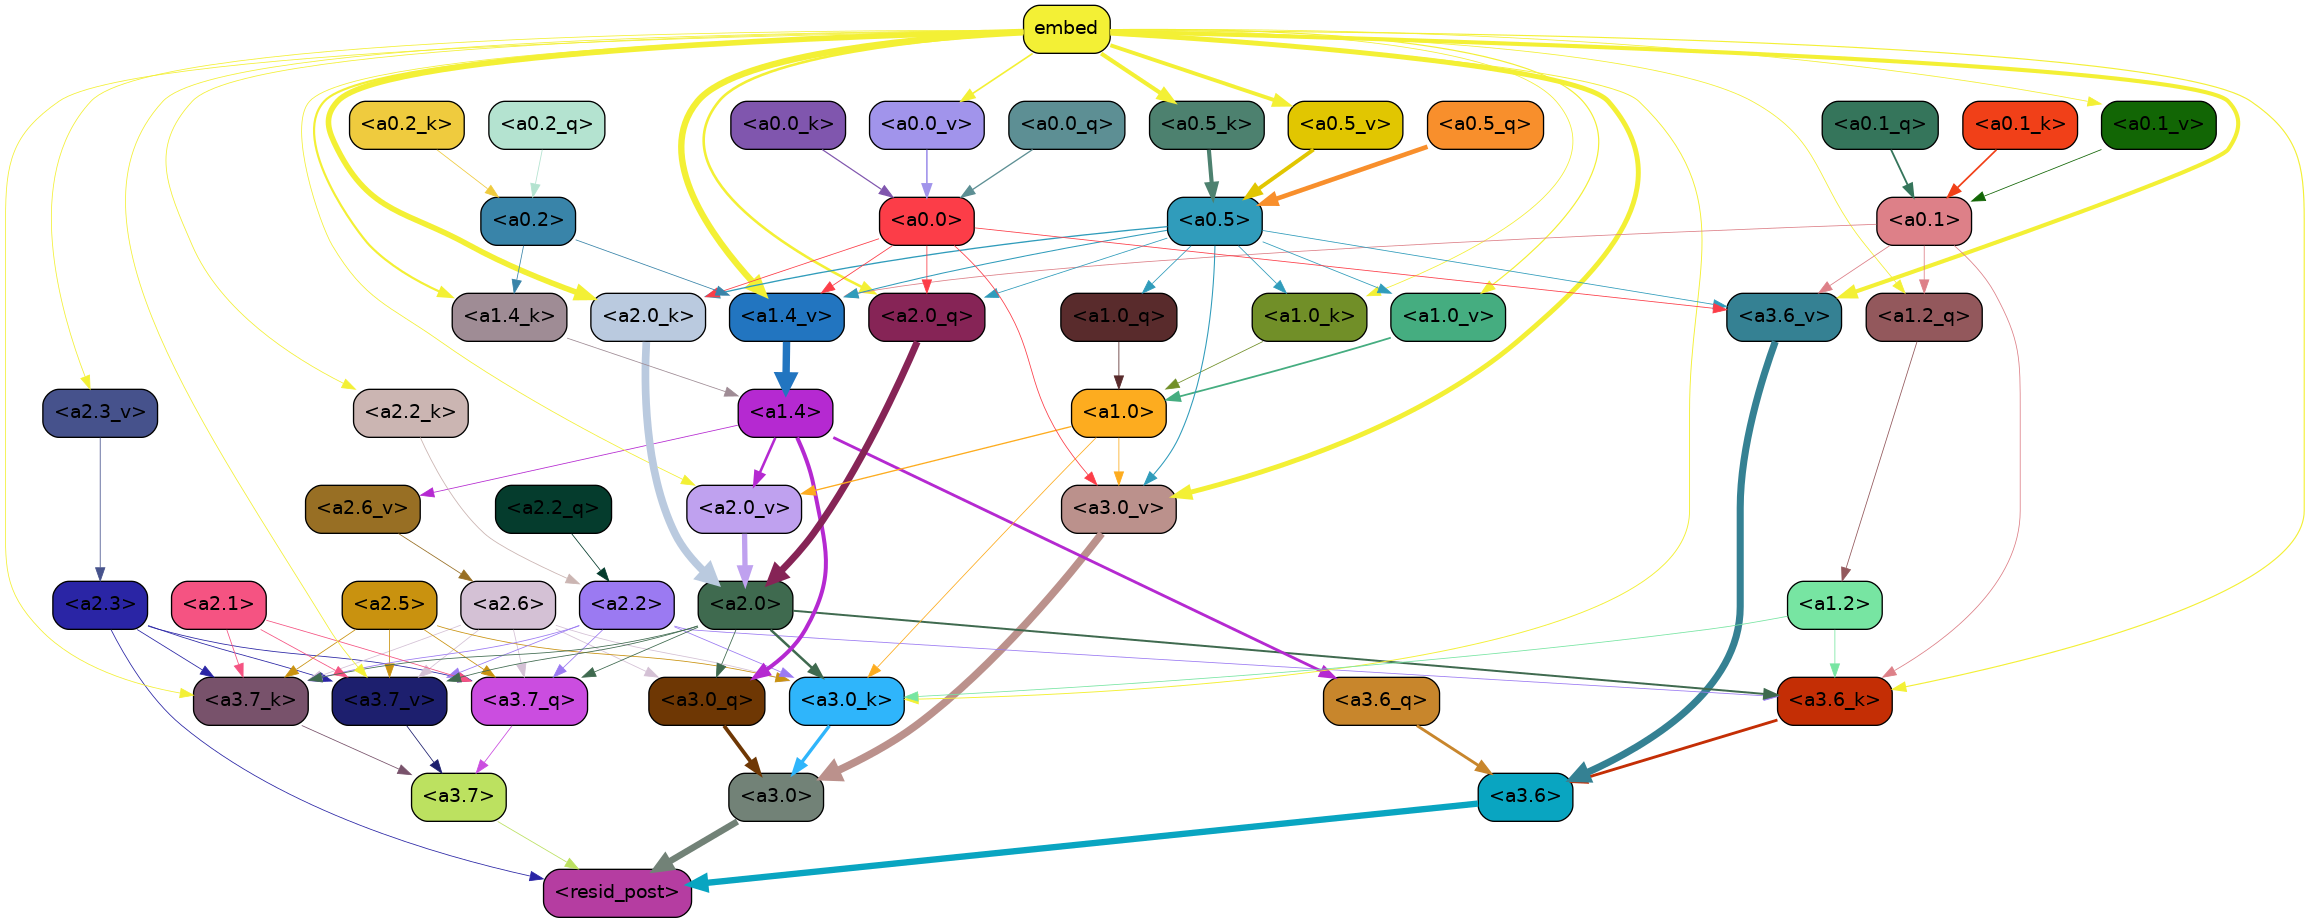 embed
<a0.2_k>
<a0.2_q>
<a0.0_k>
<a0.0_v>
<a0.0_q>
<a0.5_k>
<a0.5_v>
<a0.5_q>
<a0.1_q>
<a0.1_k>
<a0.1_v>
<a0.2>
<a0.0>
<a0.5>
<a0.1>
<a1.4_k>
<a2.0_k>
<a1.4_v>
<a2.0_q>
<a1.0_q>
<a1.0_k>
<a1.0_v>
<a3.6_v>
<a1.2_q>
<a2.3_v>
<a2.2_k>
<a1.4>
<a1.0>
<a2.6_v>
<a2.2_q>
<a2.0_v>
<a3.0_v>
<a2.3>
<a2.1>
<a2.5>
<a2.6>
<a2.2>
<a2.0>
<a1.2>
<a3.7_k>
<a3.7_v>
<a3.7_q>
<a3.0_q>
<a3.0_k>
<a3.6_q>
<a3.6_k>
<a3.7>
<a3.0>
<a3.6>
<resid_post>